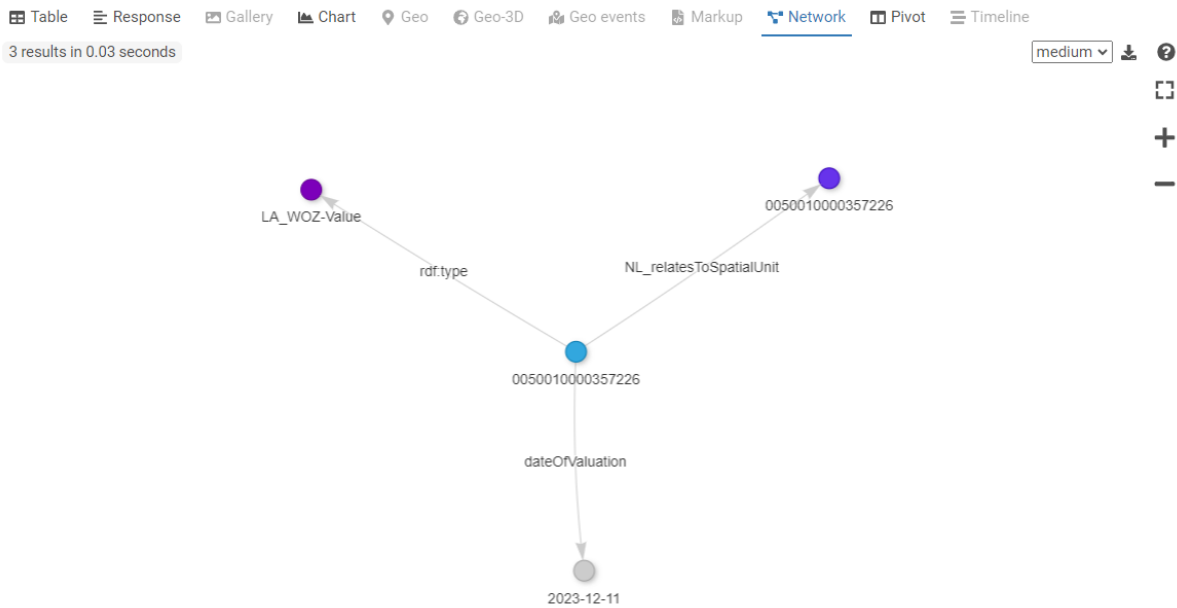 Table Response Gallery Chart Geo Geo-3D Geo events Markup Network Pivot Timeline
3 results in 0.03 seconds medium
LA_WOZ-Value
0050010000357226
rdf:type
NL_relatesToSpatialUnit
0050010000357226
dateOfValuation
2023-12-11